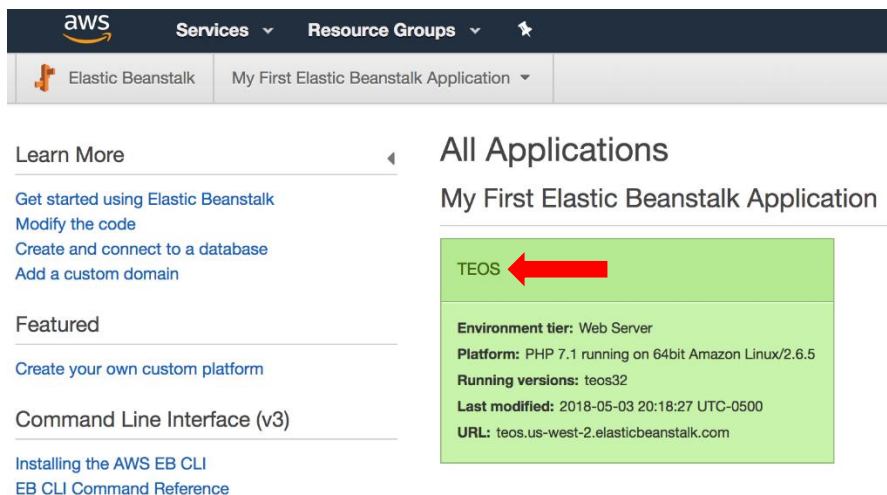 aws Services Resource Groups
Elastic Beanstalk My First Elastic Beanstalk Application
Learn More
Get started using Elastic Beanstalk
Modify the code
Create and connect to a database
Add a custom domain
Featured
Create your own custom platform
Command Line Interface (v3)
Installing the AWS EB CLI
EB CLI Command Reference
All Applications
My First Elastic Beanstalk Application
TEOS
Environment tier: Web Server
Platform: PHP 7.1 running on 64bit Amazon Linux/2.6.5
Running versions: teos32
Last modified: 2018-05-03 20:18:27 UTC-0500
URL: teos.us-west-2.elasticbeanstalk.com